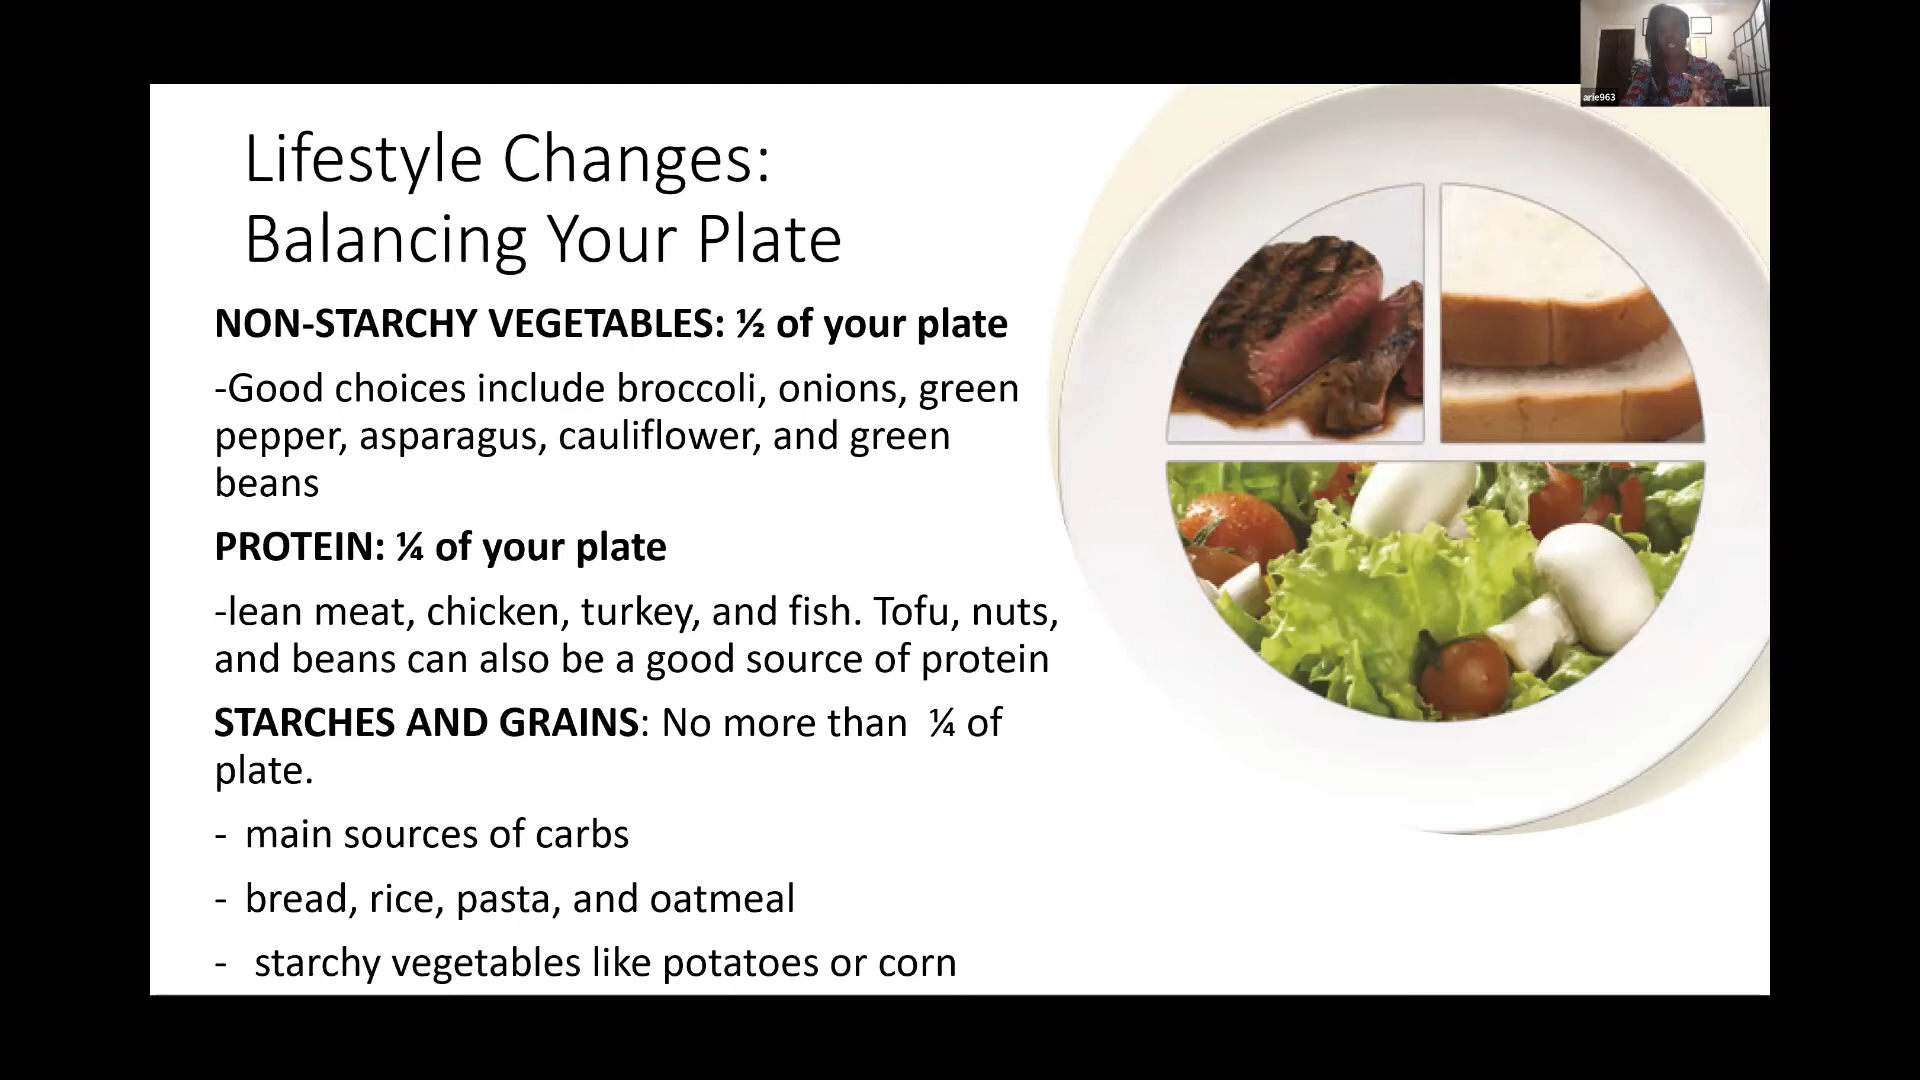 arie963
Lifestyle Changes:
Balancing Your Plate
NON-STARCHY VEGETABLES: ½ of your plate
-Good choices include broccoli, onions, green
pepper, asparagus, cauliflower, and green
beans
PROTEIN: ¼ of your plate
-lean meat, chicken, turkey, and fish. Tofu, nuts,
and beans can also be a good source of protein
STARCHES AND GRAINS: No more than  ¼ of
plate.
- main sources of carbs
- bread, rice, pasta, and oatmeal
-  starchy vegetables like potatoes or corn